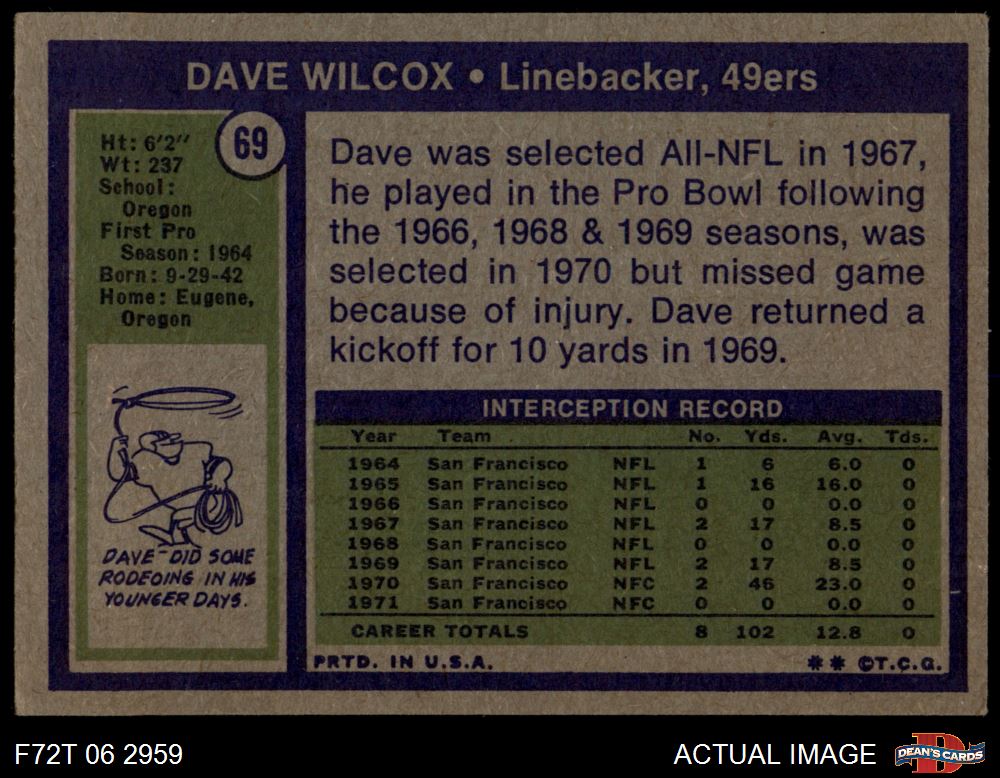 DAVE WILCOX • Linebacker, 49ers
69
Ht: 6'2"
Wt: 237
School:
Oregon
First Pro
Season: 1964
Born: 9-29-42
Home: Eugene,
Oregon
DAVE DID SOME
RODEOING IN HIS
YOUNGER DAYS.
Dave was selected All-NFL in 1967,
he played in the Pro Bowl following
the 1966, 1968 & 1969 seasons, was
selected in 1970 but missed game
because of injury. Dave returned a
kickoff for 10 yards in 1969.
INTERCEPTION RECORD
Year Team No. Yds. Avg. Tds.
1964 San Francisco NFL 1 6 6.0 0
1965 San Francisco NFL 1 16 16.0 0
1966 San Francisco NFL 0 0 0.0 0
1967 San Francisco NFL 2 17 8.5 0
1968 San Francisco NFL 0 0 0.0 0
1969 San Francisco NFL 2 17 8.5 0
1970 San Francisco NFC 2 46 23.0 0
1971 San Francisco NFC 0 0 0.0 0
CAREER TOTALS 8 102 12.8 0
PRTD. IN U.S.A. ** ©T.C.G.
F72T 06 2959 ACTUAL IMAGE DEAN'S CARDS